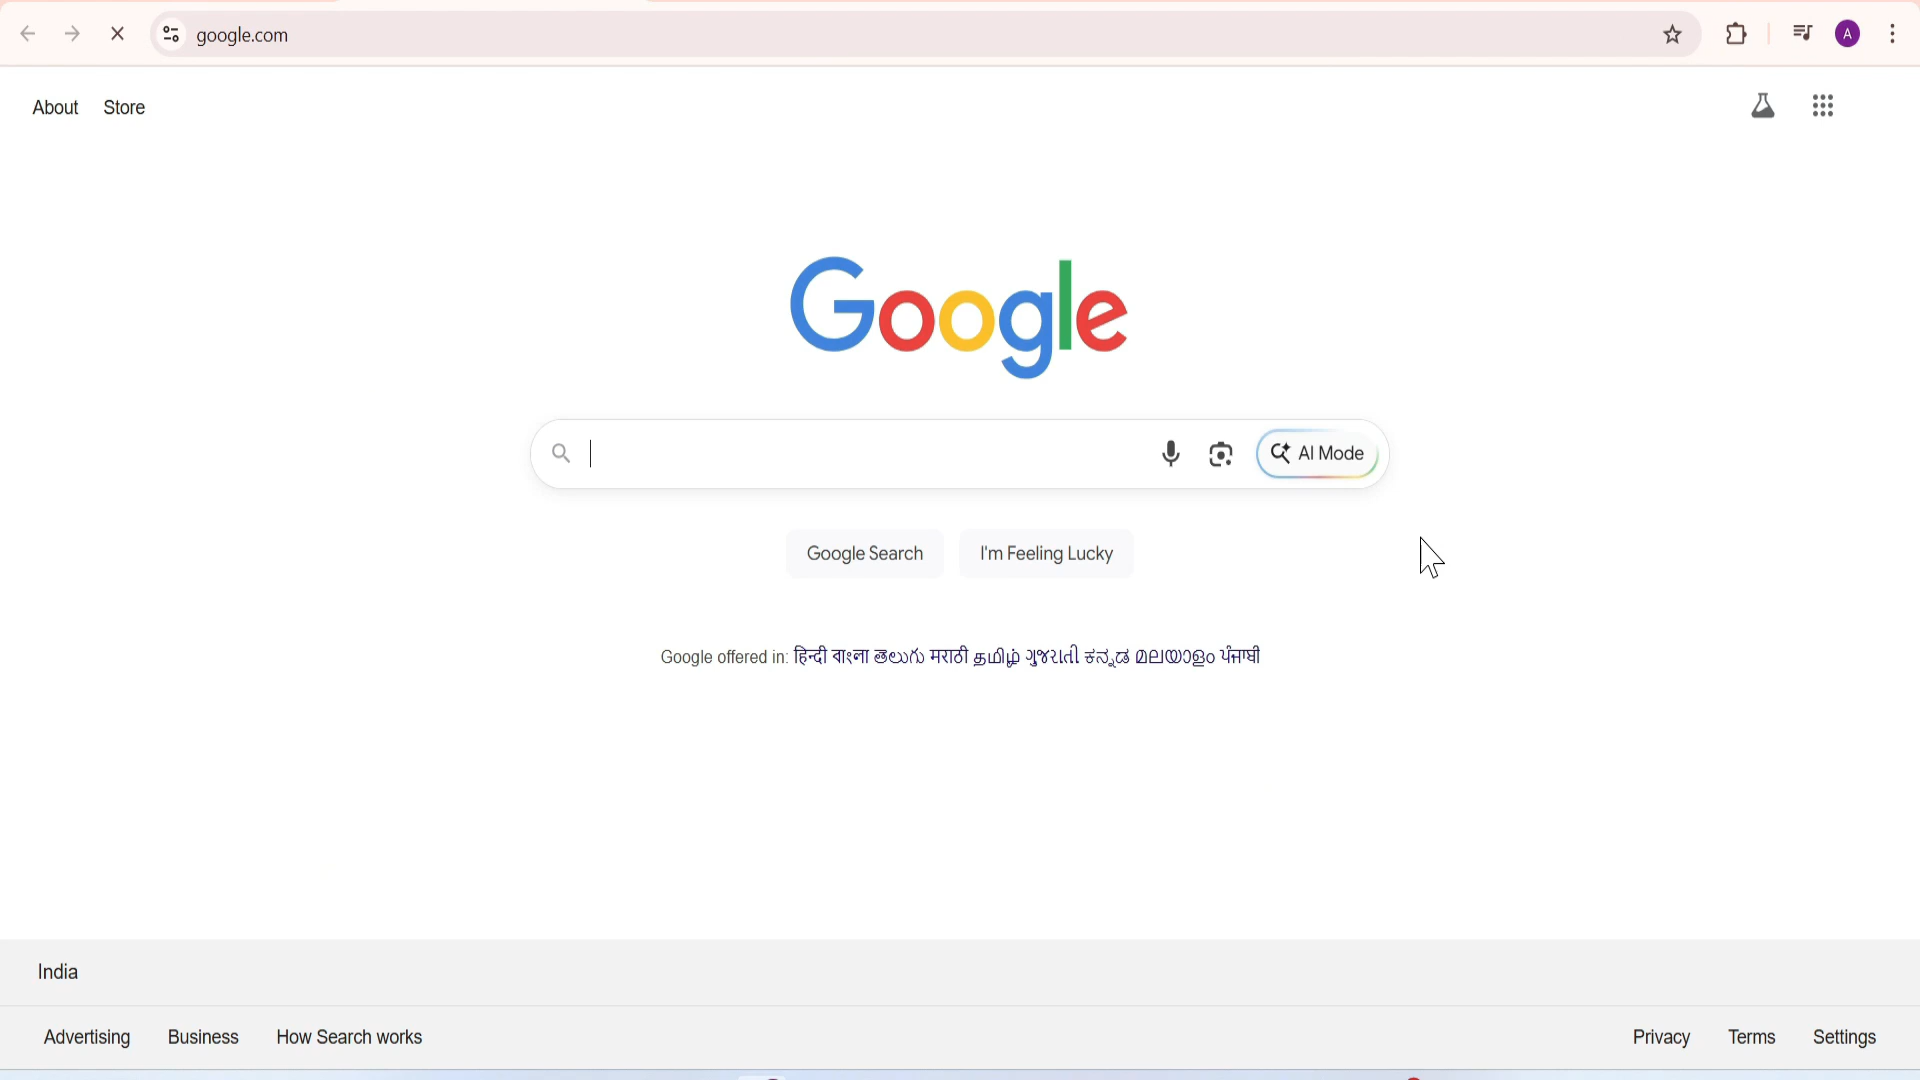 google.com
A
About Store
Google
AI Mode
Google Search I'm Feeling Lucky
Google offered in: हिन्दी বাংলা తెలుగు मराठी தமிழ் ગુજરાતી ಕನ್ನಡ മലയാളം ਪੰਜਾਬੀ
India
Advertising Business How Search works Privacy Terms Settings